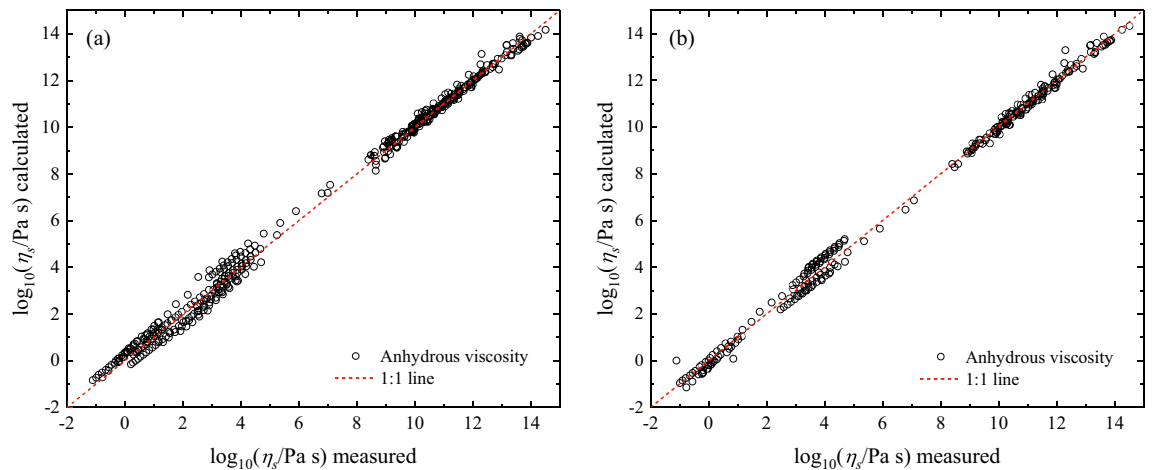 (a)
14
12
10
8
6
4
2
0
-2
log₁₀(ηₛ/Pa s) calculated
Anhydrous viscosity
1:1 line
-2 0 2 4 6 8 10 12 14
log₁₀(ηₛ/Pa s) measured
(b)
14
12
10
8
6
4
2
0
-2
log₁₀(ηₛ/Pa s) calculated
Anhydrous viscosity
1:1 line
-2 0 2 4 6 8 10 12 14
log₁₀(ηₛ/Pa s) measured